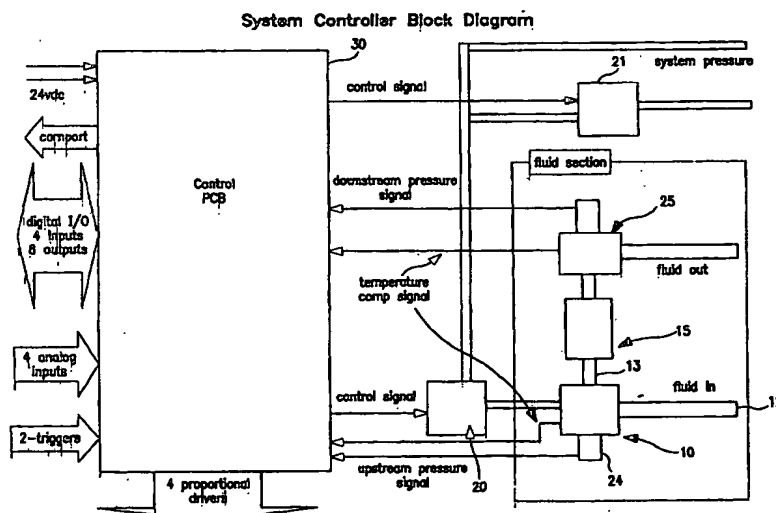 System Controller Block Diagram
30
21
system pressure
24vdc
control signal
comport
fluid section
Control
PCB
downstream pressure
signal
25
digital I/O
4 inputs
8 outputs
fluid out
temperature
comp signal
15
13
4 analog
inputs
control signal
fluid in
2-triggers
10
20
24
upstream pressure
signal
4 proportional
drivers